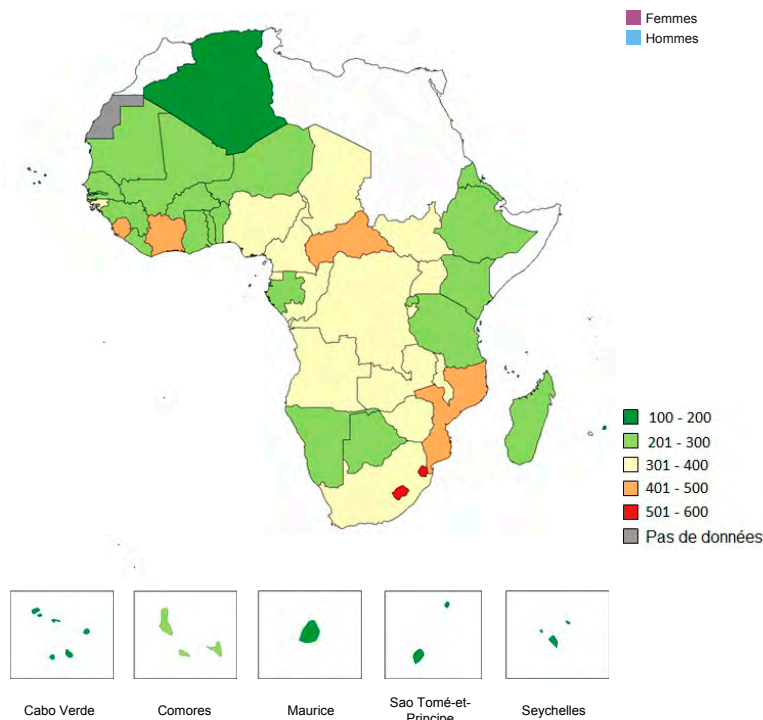 Femmes
Hommes
100 - 200
201 - 300
301 - 400
401 - 500
501 - 600
Pas de données
Cabo Verde
Comores
Maurice
Sao Tomé-et-
Principe
Seychelles